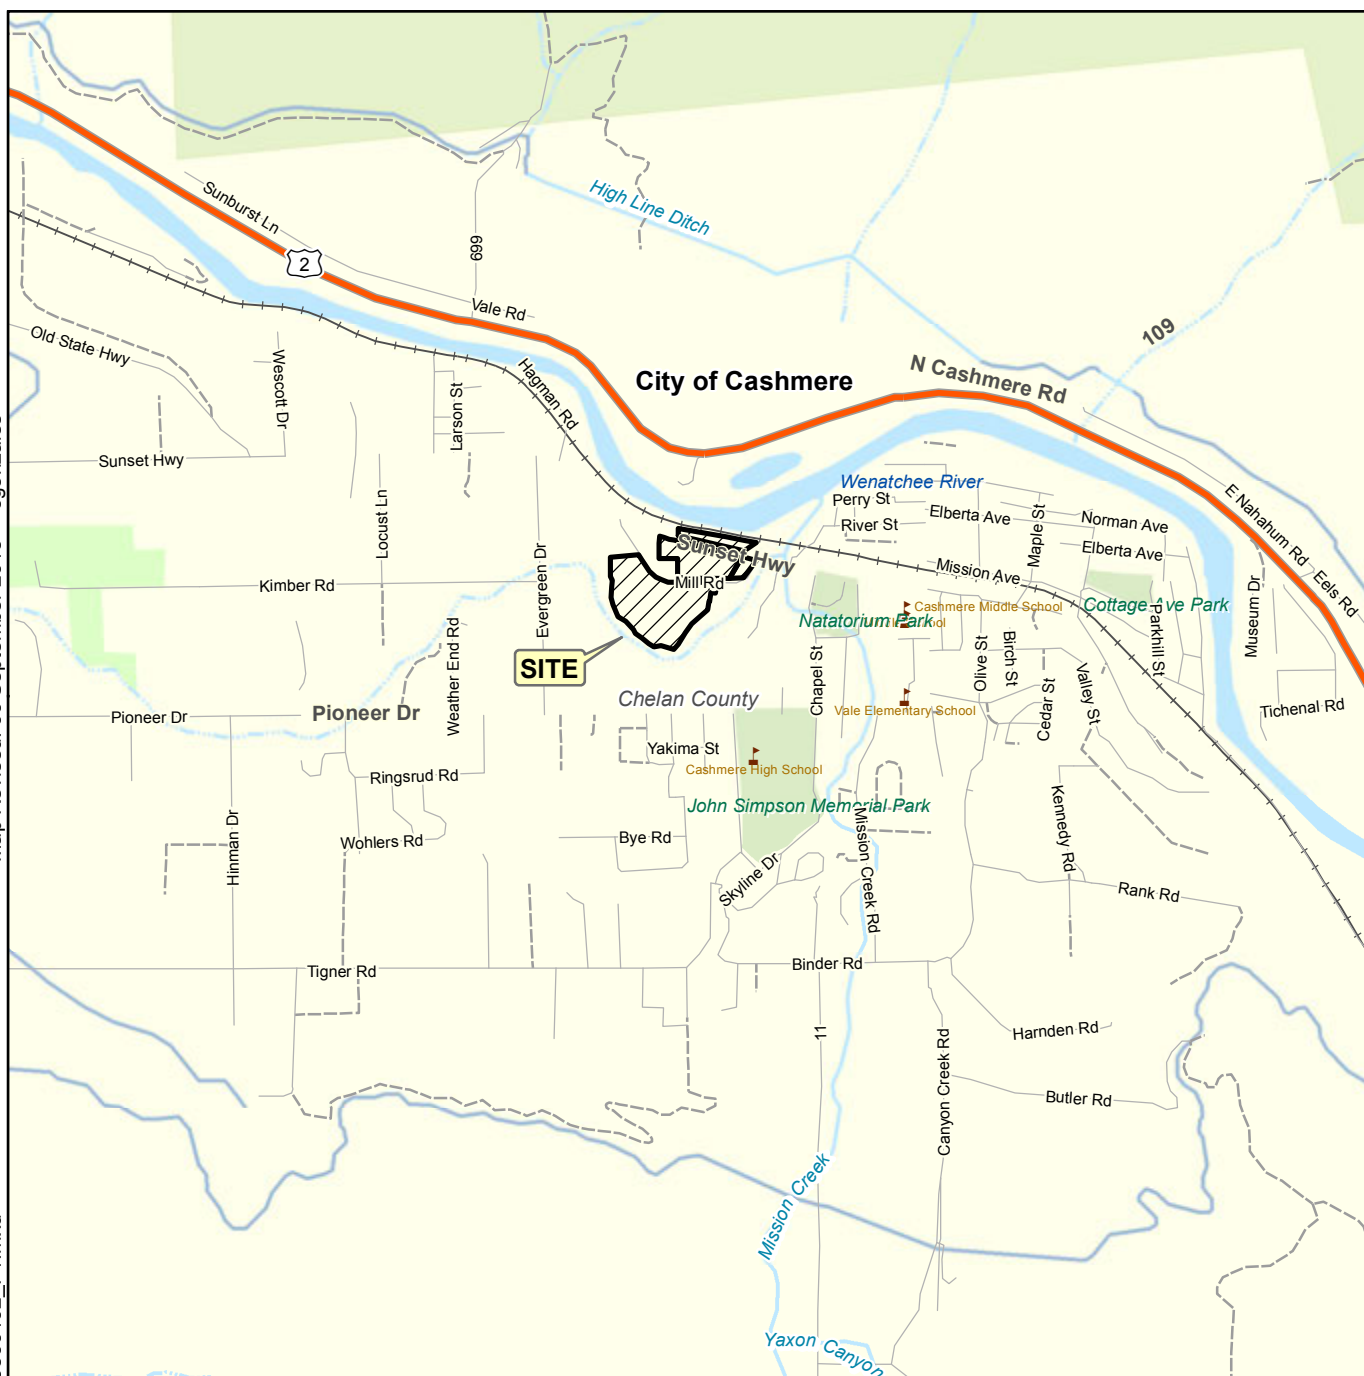 Sunburst Ln
2
High Line Ditch
699
Vale Rd
109
Old State Hwy
Wescott Dr
Larson St
Hagman Rd
City of Cashmere
N Cashmere Rd
Sunset Hwy
Locust Ln
Wenatchee River
Perry St
River St
Elberta Ave
Maple St
Norman Ave
Elberta Ave
E Nahahum Rd
Eels Rd
Museum Dr
Sunset Hwy
Mill Rd
Mission Ave
Kimber Rd
Evergreen Dr
Cashmere Middle School
Natatorium Park
Cottage Ave Park
Parkhill St
Weather End Rd
SITE
Chelan County
Chapel St
Olive St
Birch St
Cedar St
Valley St
Tichenal Rd
Pioneer Dr
Pioneer Dr
Vale Elementary School
Yakima St
Cashmere High School
Ringsrud Rd
John Simpson Memorial Park
Hinman Dr
Wohlers Rd
Bye Rd
Mission Creek Rd
Kennedy Rd
Skyline Dr
Rank Rd
Tigner Rd
Binder Rd
11
Canyon Creek Rd
Harnden Rd
Butler Rd
Mission Creek
Yaxon Canyon